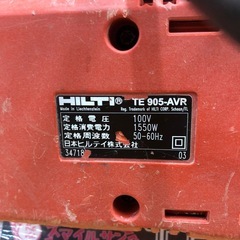 HILTI® TE 905-AVR
Made in Liechtenstein Reg. Trademark of HILTI CORP. Schaan/FL
定格電圧 100V
定格消費電力 1550W
定格周波数 50-60Hz
日本ヒルティ株式会社
34718 03